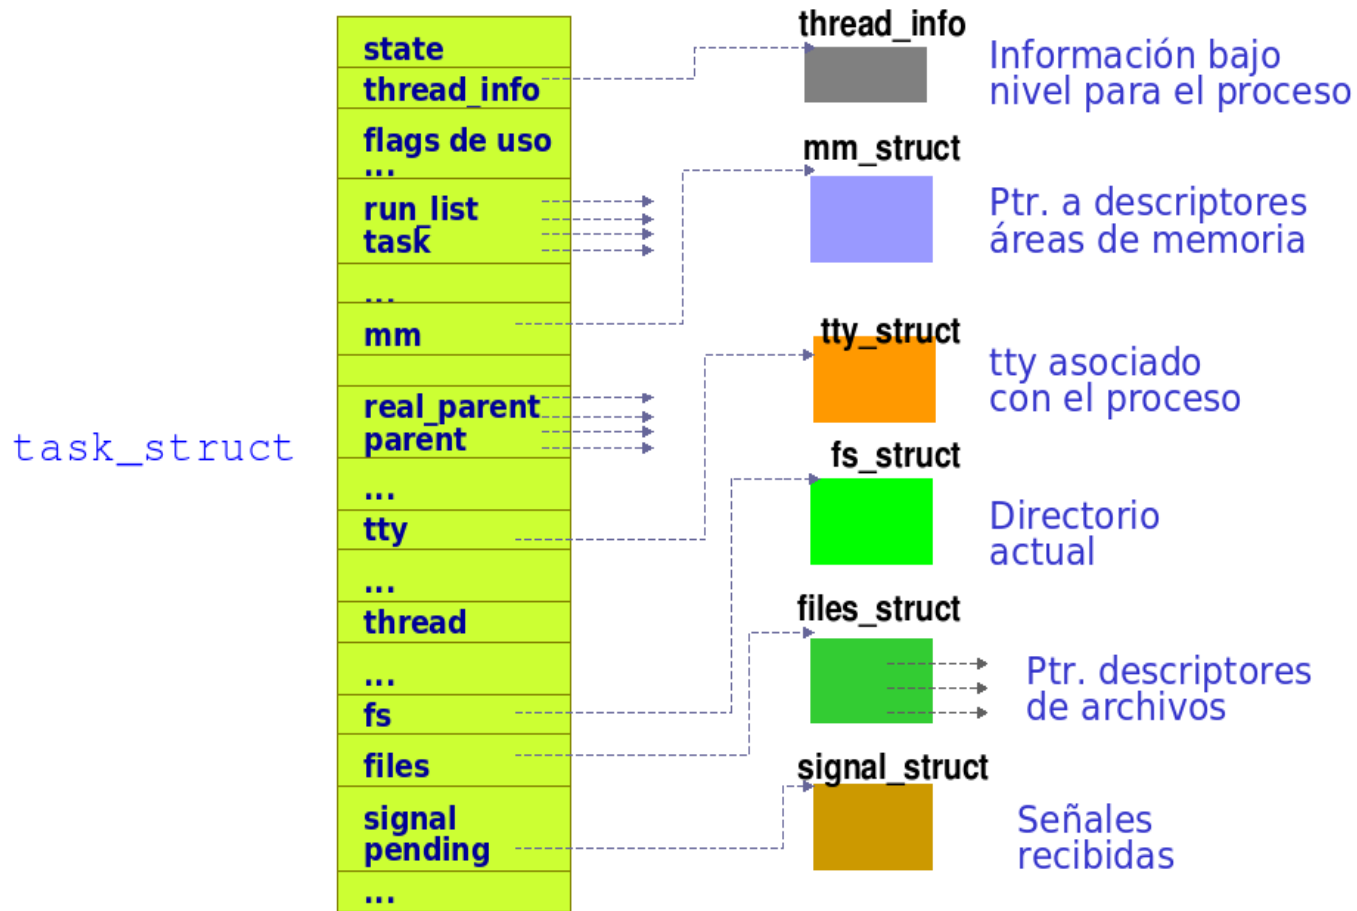 task_struct
state
thread_info
flags de uso
...
run_list
task
...
mm
real_parent
parent
...
tty
...
thread
...
fs
files
signal
pending
...
thread_info
Información bajo
nivel para el proceso
mm_struct
Ptr. a descriptores
áreas de memoria
tty_struct
tty asociado
con el proceso
fs_struct
Directorio
actual
files_struct
Ptr. descriptores
de archivos
signal_struct
Señales
recibidas